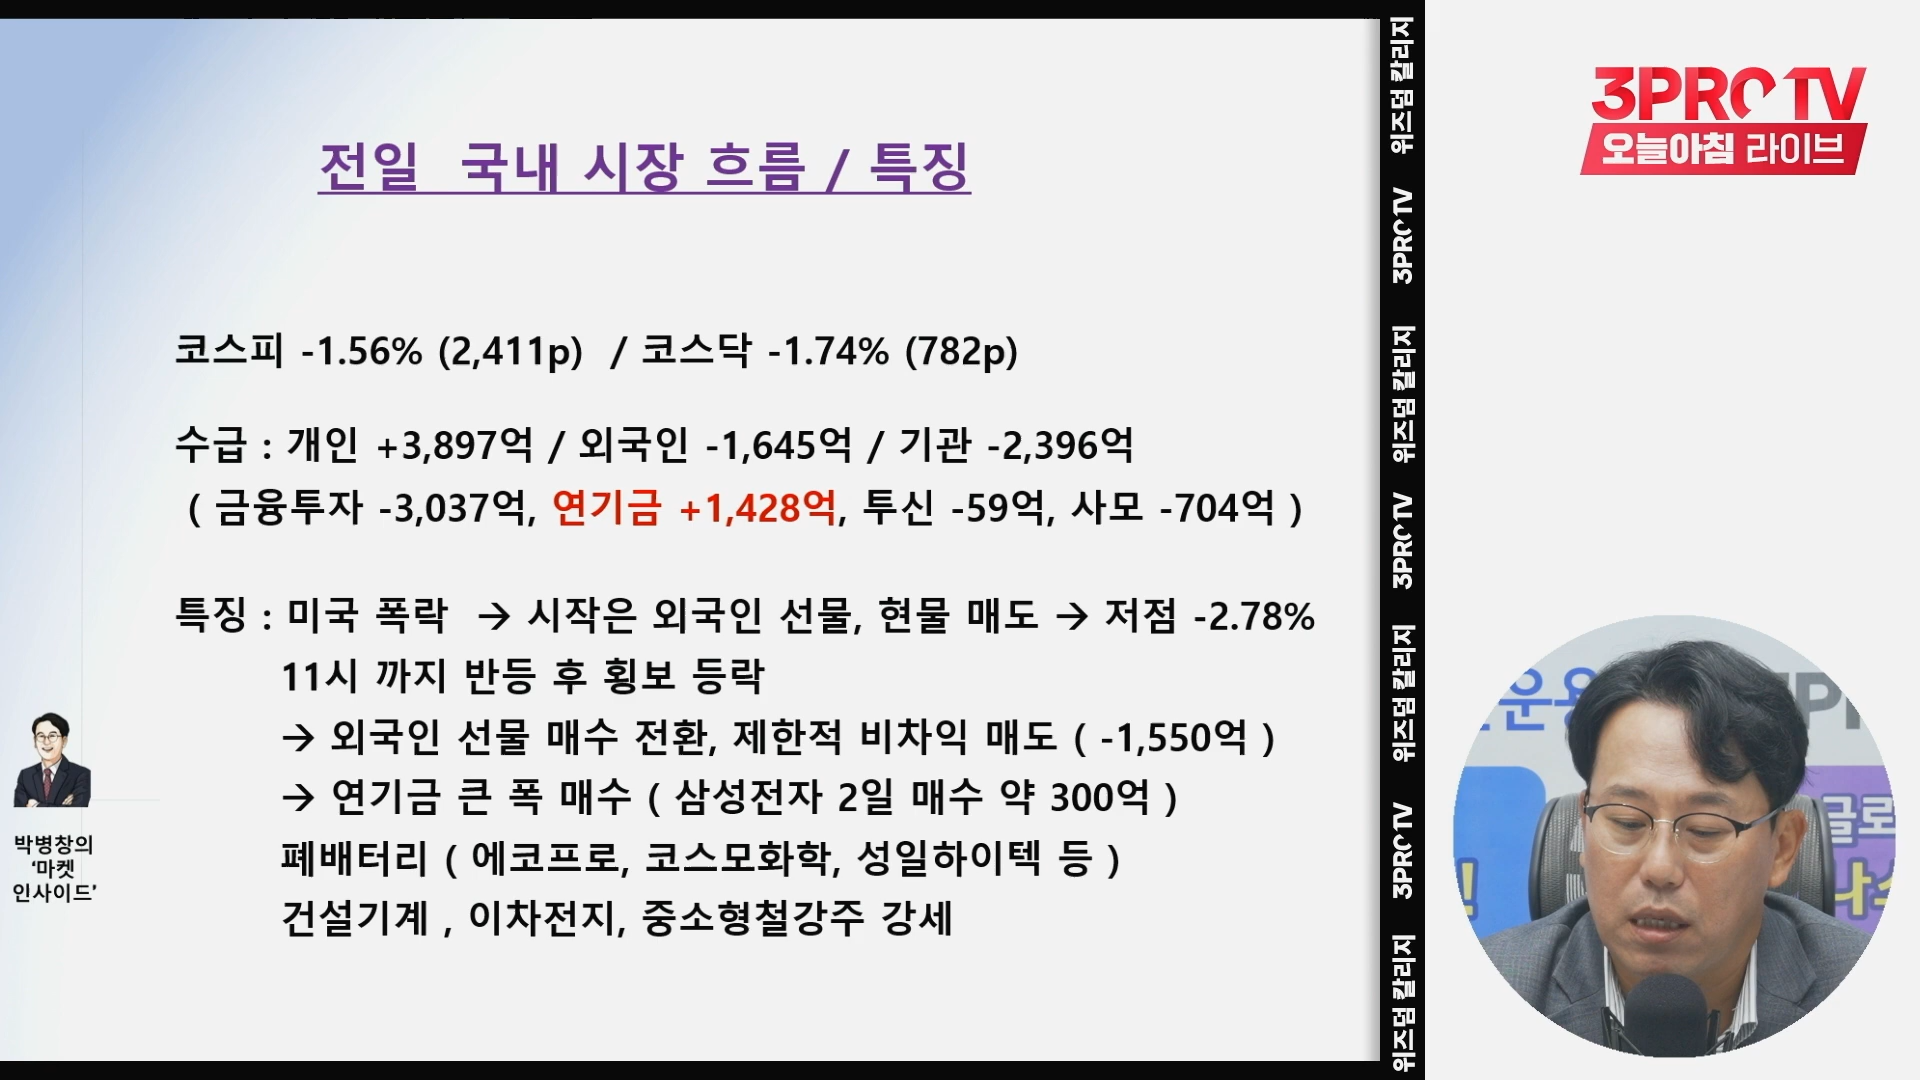 전일 국내 시장 흐름 / 특징
코스피 -1.56% (2,411p) / 코스닥 -1.74% (782p)
수급 : 개인 +3,897억 / 외국인 -1,645억 / 기관 -2,396억
( 금융투자 -3,037억, 연기금 +1,428억, 투신 -59억, 사모 -704억 )
특징 : 미국 폭락 → 시작은 외국인 선물, 현물 매도 → 저점 -2.78%
11시 까지 반등 후 횡보 등락
→ 외국인 선물 매수 전환, 제한적 비차익 매도 ( -1,550억 )
→ 연기금 큰 폭 매수 ( 삼성전자 2일 매수 약 300억 )
폐배터리 ( 에코프로, 코스모화학, 성일하이텍 등 )
건설기계 , 이차전지, 중소형철강주 강세
박병창의
‘마켓
인사이드’
위즈덤 칼리지
3PROTV
위즈덤 칼리지
3PROTV
위즈덤 칼리지
3PROTV
위즈덤 칼리지
3PROTV
오늘아침 라이브
운용
글로